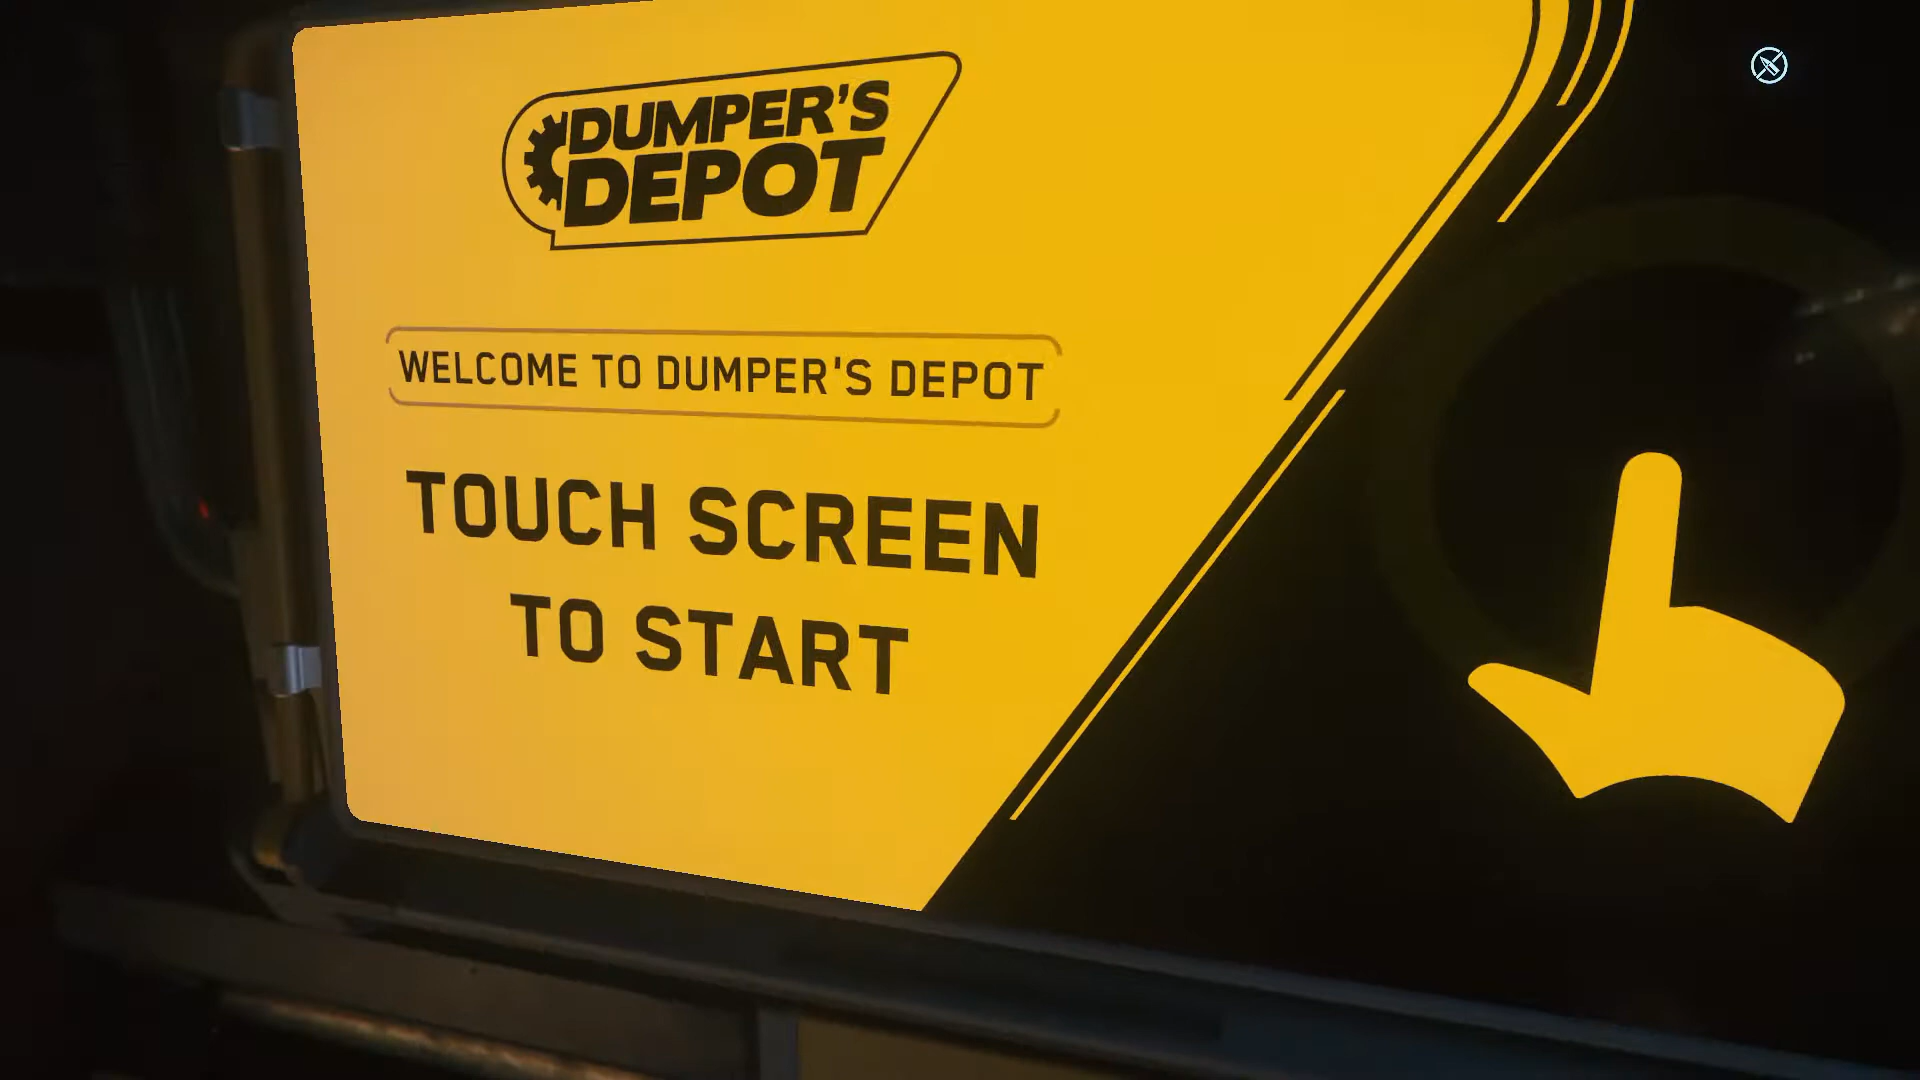 DUMPER'S
DEPOT
WELCOME TO DUMPER'S DEPOT
TOUCH SCREEN
TO START